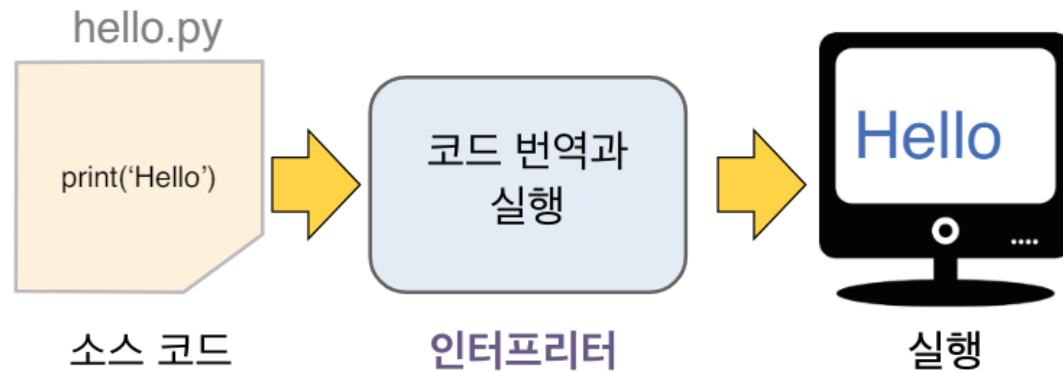 hello.py
print(‘Hello’)
코드 번역과
실행
Hello
소스 코드
인터프리터
실행